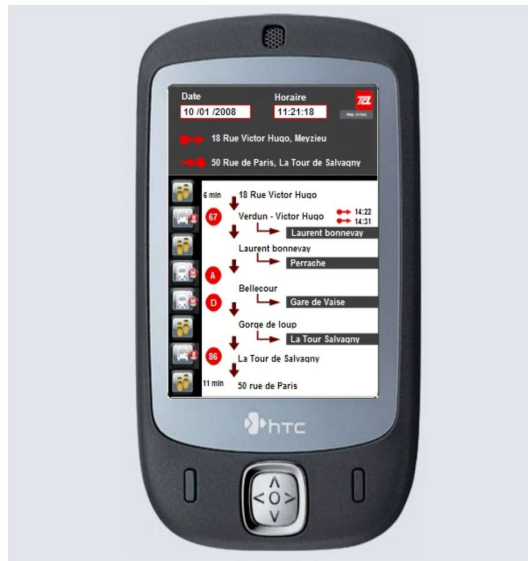 Date Horaire
10 /01 /2008 11:21:18 TCL
18 Rue Victor Hugo, Meyzieu
50 Rue de Paris, La Tour de Salvagny
6 min 18 Rue Victor Hugo
67 Verdun - Victor Hugo 14:22
14:31
Laurent bonnevay
Laurent bonnevay
Perrache
A
Bellecour
D Gare de Vaise
Gorge de loup
La Tour Salvagny
86 La Tour de Salvagny
11 min 50 rue de Paris
hTC